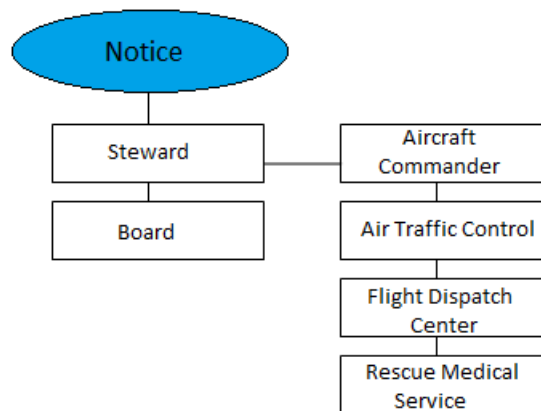 Notice
Steward
Board
Aircraft
Commander
Air Traffic Control
Flight Dispatch
Center
Rescue Medical
Service